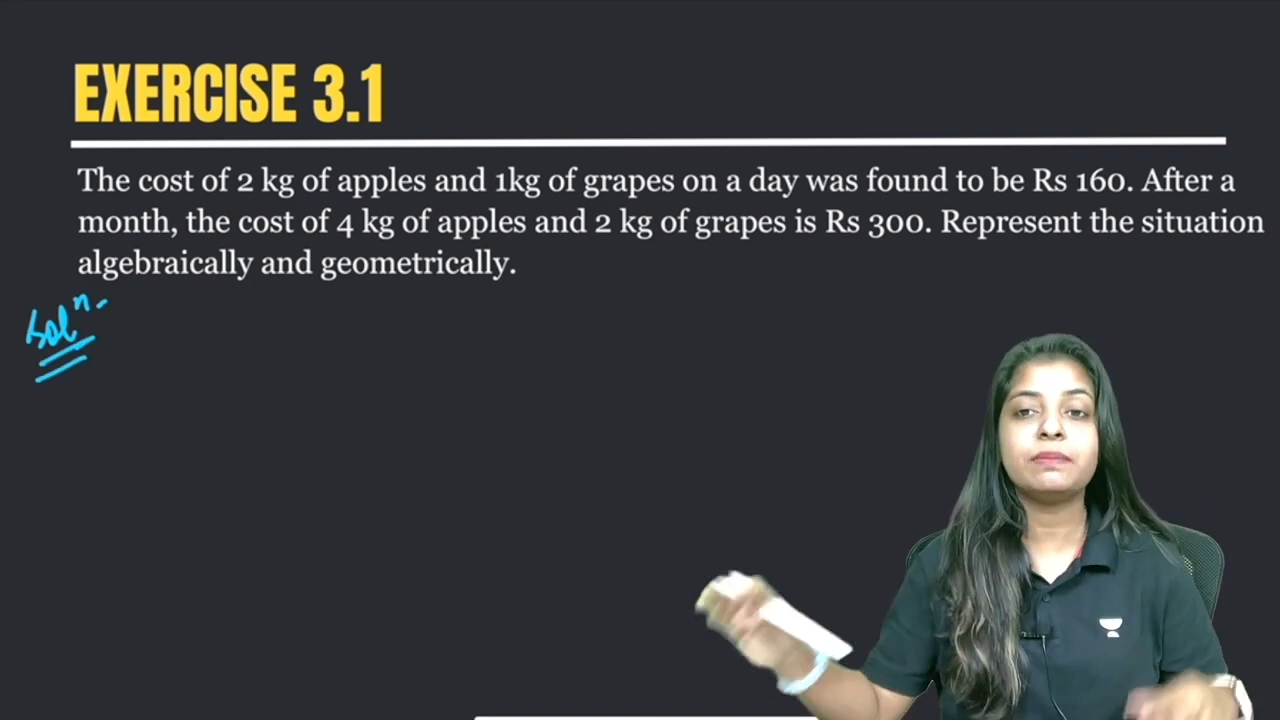 EXERCISE 3.1
The cost of 2 kg of apples and 1kg of grapes on a day was found to be Rs 160. After a
month, the cost of 4 kg of apples and 2 kg of grapes is Rs 300. Represent the situation
algebraically and geometrically.
Solⁿ.